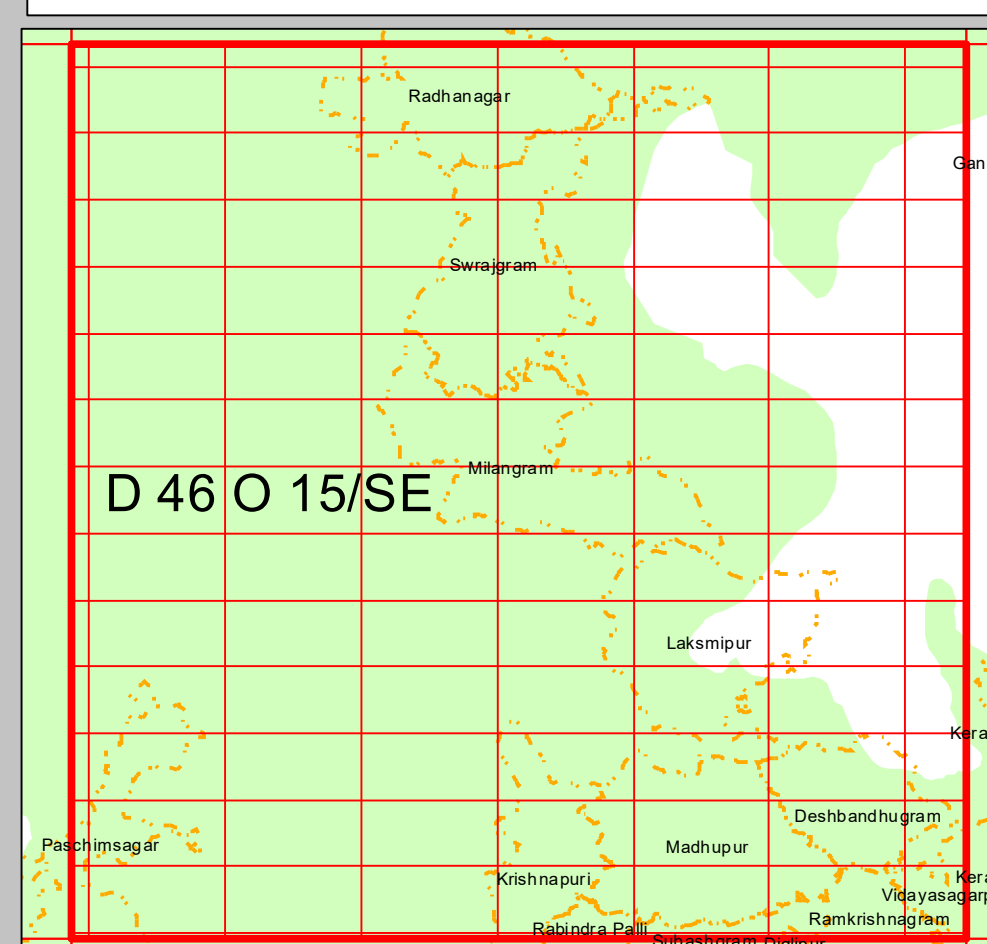 Radhanagar
Gan
Swrajgram
Milangram
D 46 O 15/SE
Laksmipur
Kera
Deshbandhugram
Paschimsagar
Madhupur
Krishnapuri
Kera
Vidyasagarp
Ramkrishnagram
Rabindra Palli
Subashgram
Diglipur